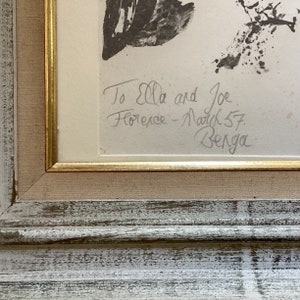 To Ella and Joe
Florence - March 57
Benga